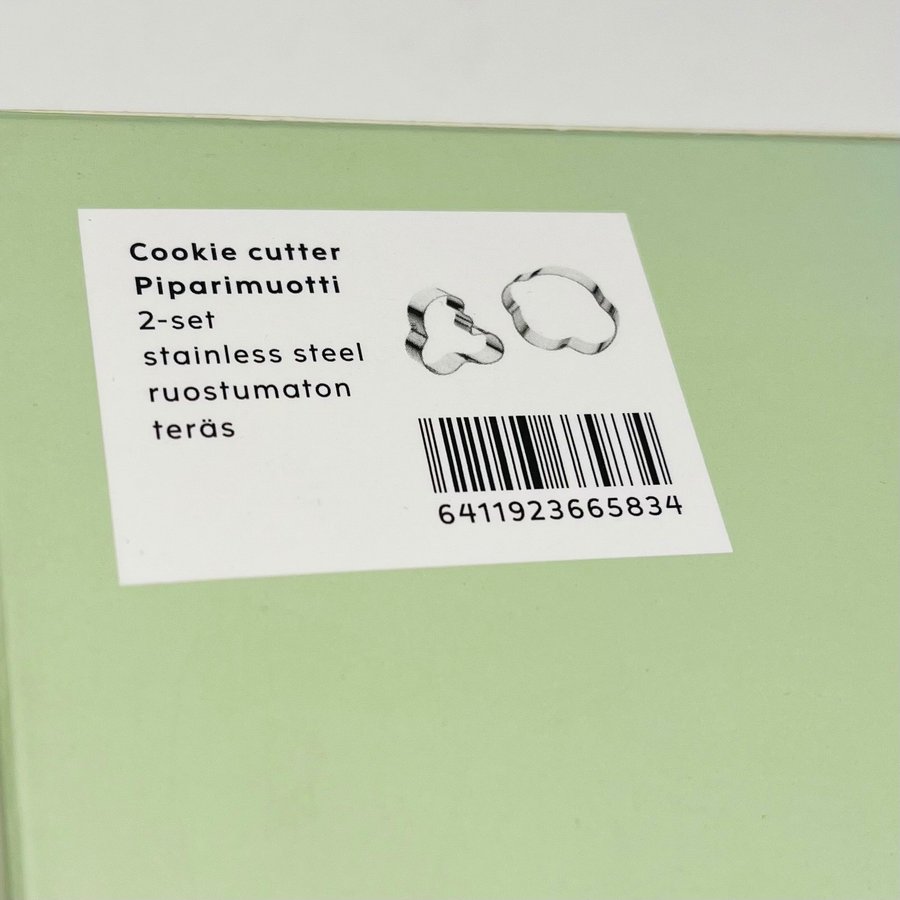 Cookie cutter
Piparimuotti
2-set
stainless steel
ruostumaton
teräs
6411923665834